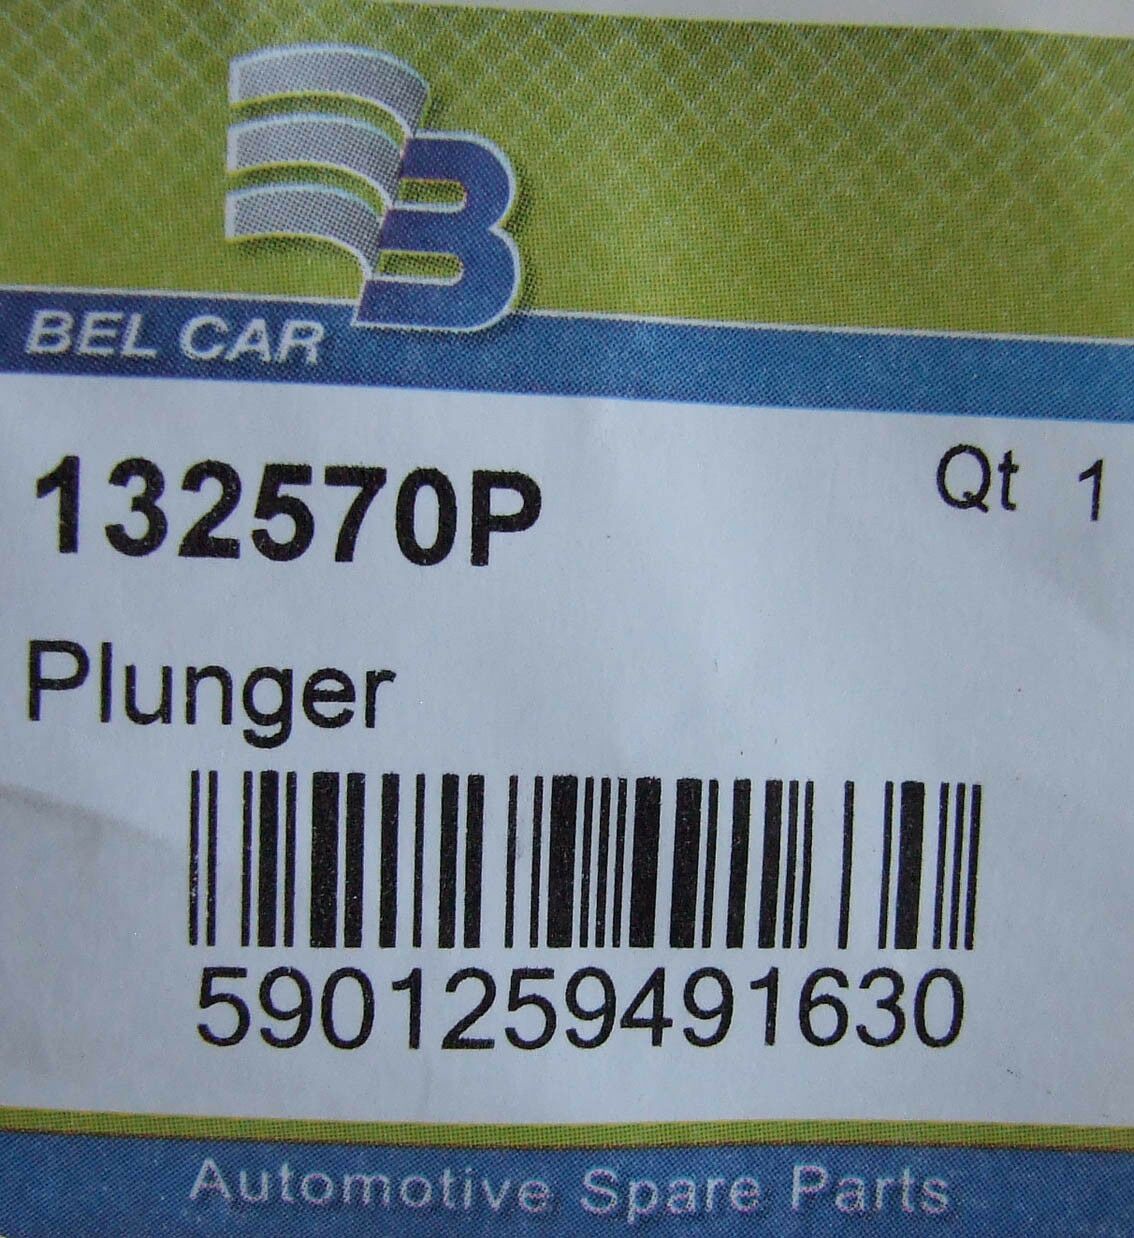 B
BEL CAR
132570P
Qt 1
Plunger
5901259491630
Automotive Spare Parts